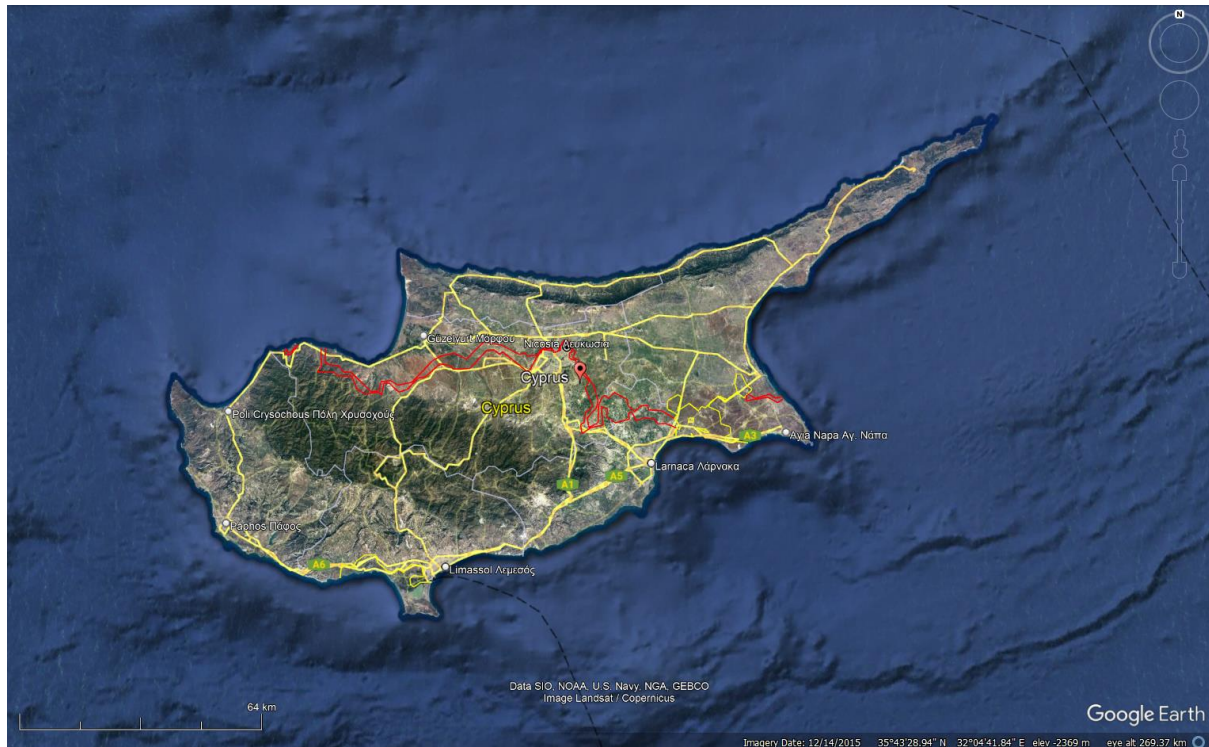 N
Güzelyurt Μόρφου
Nicosia Λευκωσία
Cyprus
Cyprus
Poli Crysochous Πόλη Χρυσοχούς
A3
Ayia Napa Αγ. Νάπα
Larnaca Λάρνακα
A5
A1
Paphos Πάφος
A6
Limassol Λεμεσός
Data SIO, NOAA, U.S. Navy, NGA, GEBCO
Image Landsat / Copernicus
64 km
Google Earth
Imagery Date: 12/14/2015 35°43'28.94" N 32°04'41.84" E elev -2369 m eye alt 269.37 km